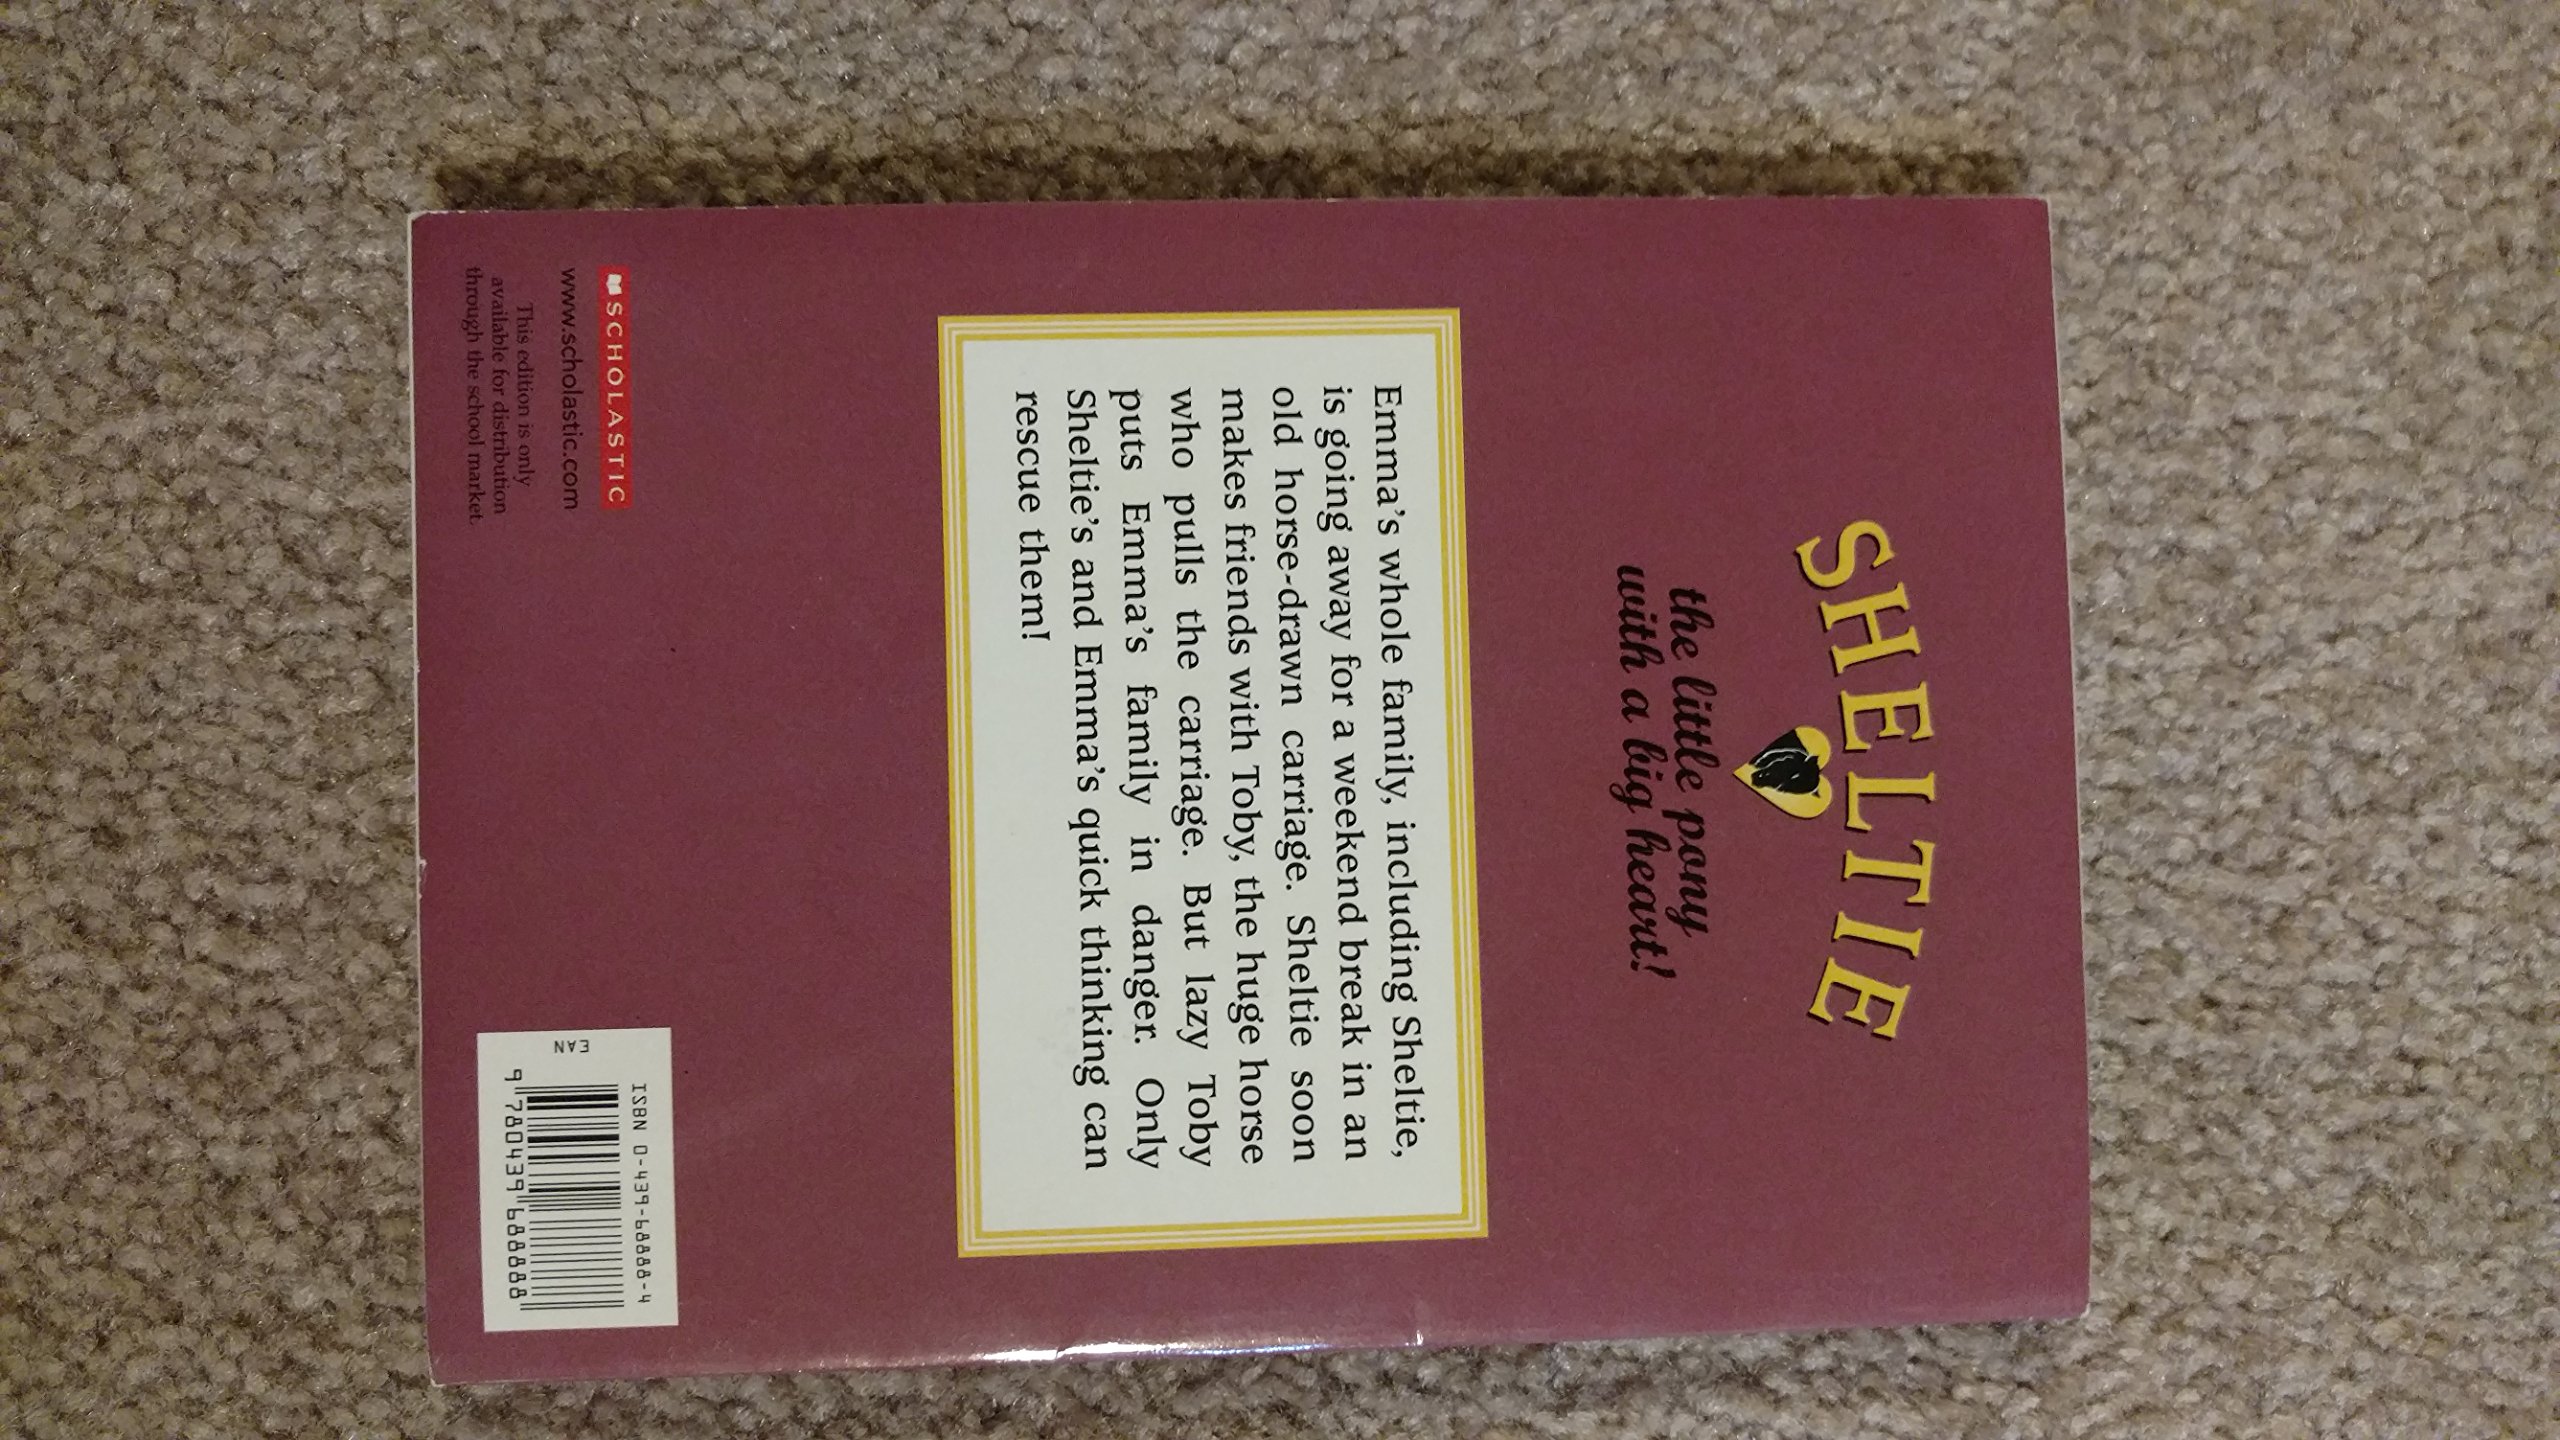 SHELTIE
the little pony
with a big heart!
Emma's whole family, including Sheltie,
is going away for a weekend break in an
old horse-drawn carriage. Sheltie soon
makes friends with Toby, the huge horse
who pulls the carriage. But lazy Toby
puts Emma's family in danger. Only
Sheltie's and Emma's quick thinking can
rescue them!
SCHOLASTIC
www.scholastic.com
This edition is only
available for distribution
through the school market.
ISBN 0-439-68888-4
EAN
9 780439 688888